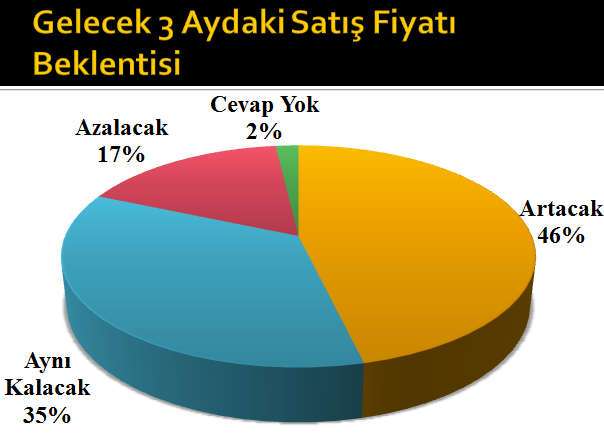 Gelecek 3 Aydaki Satış Fiyatı
Beklentisi
Cevap Yok
2%
Azalacak
17%
Artacak
46%
Aynı
Kalacak
35%